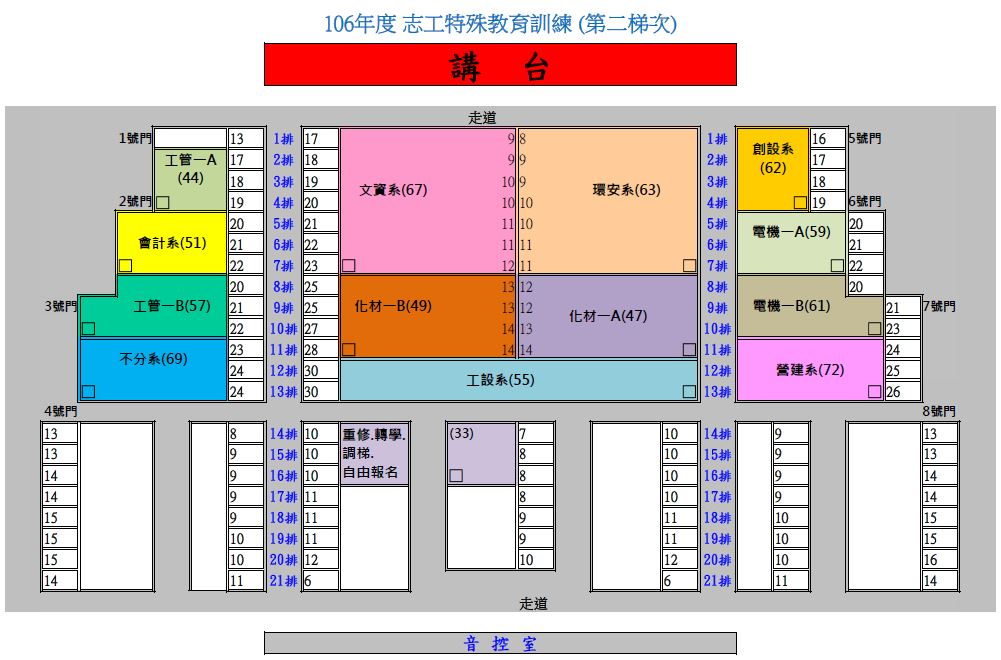 106年度 志工特殊教育訓練 (第二梯次)
講 台
走道
1號門 13 1排 17 9 8 1排 16 5號門
工管一A 17 2排 18 9 9 2排 創設系 17
(44) 18 3排 19 文資系(67) 10 9 環安系(63) 3排 (62) 18
2號門 19 4排 20 10 10 4排 19 6號門
20 5排 21 11 10 5排 電機一A(59) 20
會計系(51) 21 6排 22 11 11 6排 21
22 7排 23 12 11 7排 22
20 8排 25 13 12 8排 20
3號門 工管一B(57) 21 9排 25 化材一B(49) 13 12 化材一A(47) 9排 電機一B(61) 21 7號門
22 10排 27 14 13 10排 23
不分系(69) 23 11排 28 14 14 11排 24
24 12排 30 工設系(55) 12排 營建系(72) 25
24 13排 30 13排 26
4號門 8號門
13 8 14排 10 重修.轉學. (33) 7 10 14排 9 13
13 9 15排 10 調梯. 8 10 15排 9 13
14 9 16排 10 自由報名 8 10 16排 9 14
14 9 17排 11 8 10 17排 9 14
15 9 18排 11 9 11 18排 10 15
15 10 19排 11 9 11 19排 10 15
15 10 20排 12 10 12 20排 10 16
14 11 21排 6 6 21排 11 14
走道
音 控 室